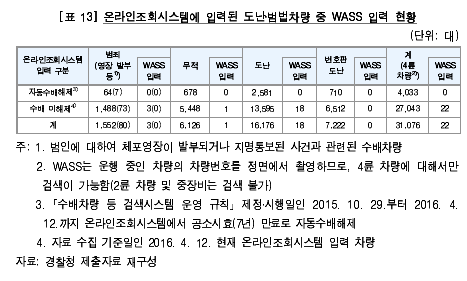 [표 13] 온라인조회시스템에 입력된 도난범법차량 중 WASS 입력 현황
(단위: 대)
온라인조회시스템 입력 구분 범죄 (영장 발부 등1)) WASS 입력 무적 WASS 입력 도난 WASS 입력 번호판 도난 WASS 입력 계 (4륜 차량2)) WASS 입력
자동수배해제3) 64(7) 0(0) 678 0 2,581 0 710 0 4,033 0
수배 미해제4) 1,488(73) 3(0) 5,448 1 13,595 18 6,512 0 27,043 22
계 1,552(80) 3(0) 6,126 1 16,176 18 7,222 0 31,076 22
주: 1. 범인에 대하여 체포영장이 발부되거나 지명통보된 사건과 관련된 수배차량
2. WASS는 운행 중인 차량의 차량번호를 정면에서 촬영하므로, 4륜 차량에 대해서만
검색이 가능함(2륜 차량 및 중장비는 검색 불가)
3. 「수배차량 등 검색시스템 운영 규칙」 제정·시행일인 2015. 10. 29.부터 2016. 4.
12.까지 온라인조회시스템에서 공소시효(7년) 만료로 자동수배해제
4. 자료 수집 기준일인 2016. 4. 12. 현재 온라인조회시스템 입력 차량
자료: 경찰청 제출자료 재구성